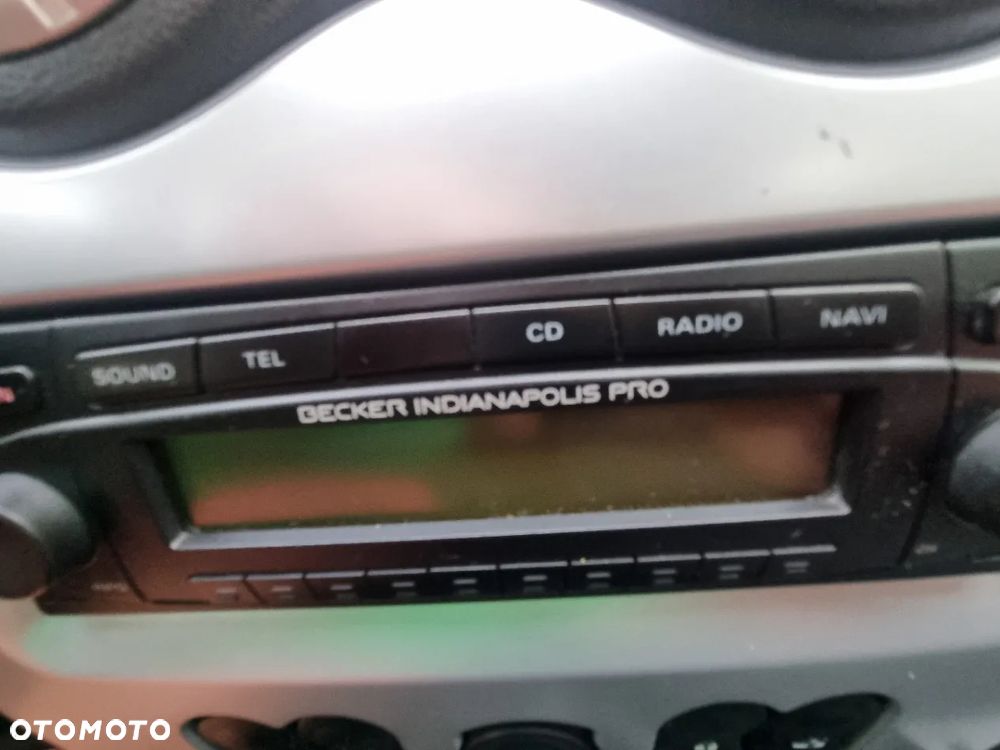 SOUND TEL CD RADIO NAVI
BECKER INDIANAPOLIS PRO
OTOMOTO